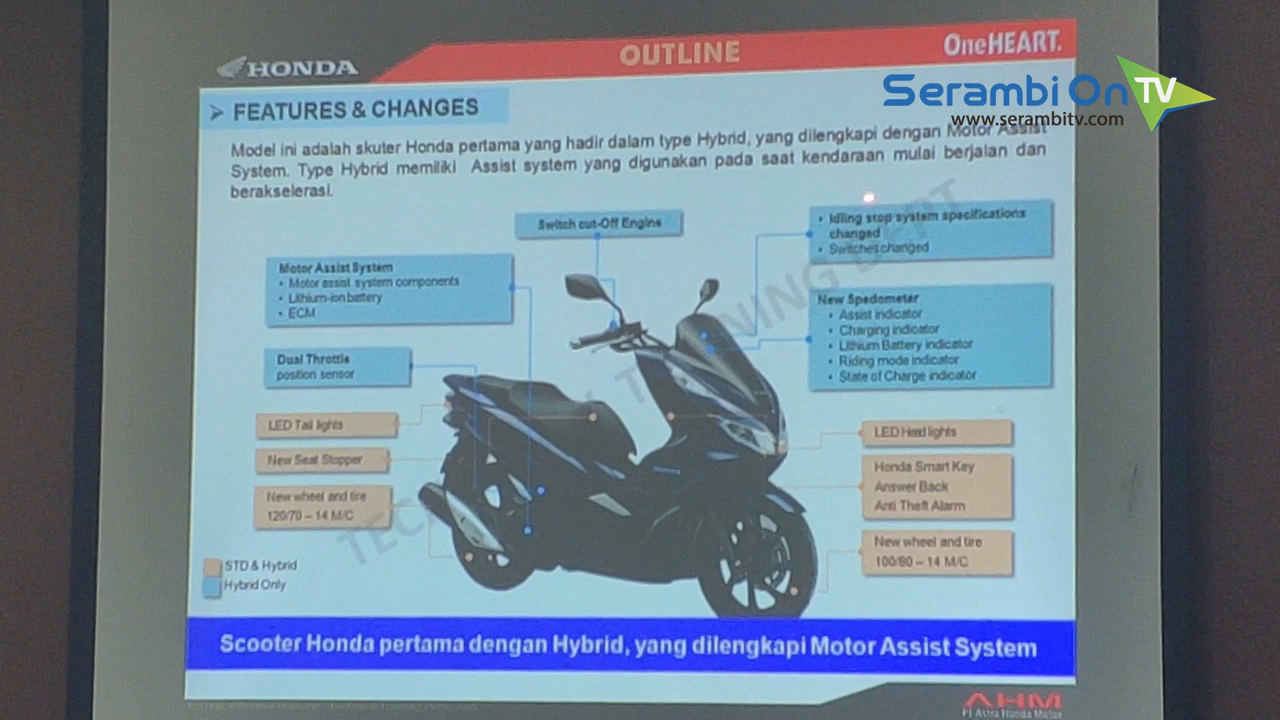 HONDA
OUTLINE
OneHEART.
Serambi On TV
www.serambitv.com
➤ FEATURES & CHANGES
Model ini adalah skuter Honda pertama yang hadir dalam type Hybrid, yang dilengkapi dengan Motor Assist
System. Type Hybrid memiliki Assist system yang digunakan pada saat kendaraan mulai berjalan dan
berakselerasi.
Switch cut-Off Engine
• Idling stop system specifications
changed
• Switches changed
Motor Assist System
• Motor assist system components
• Lithium-ion battery
• ECM
New Spedometer
• Assist indicator
• Charging indicator
• Lithium Battery indicator
• Riding mode indicator
• State of Charge indicator
Dual Throttle
position sensor
LED Tail lights
New Seat Stopper
New wheel and tire
120/70 – 14 M/C
LED Head lights
Honda Smart Key
Answer Back
Anti Theft Alarm
New wheel and tire
100/80 – 14 M/C
STD & Hybrid
Hybrid Only
Scooter Honda pertama dengan Hybrid, yang dilengkapi Motor Assist System
AHM
PT Astra Honda Motor